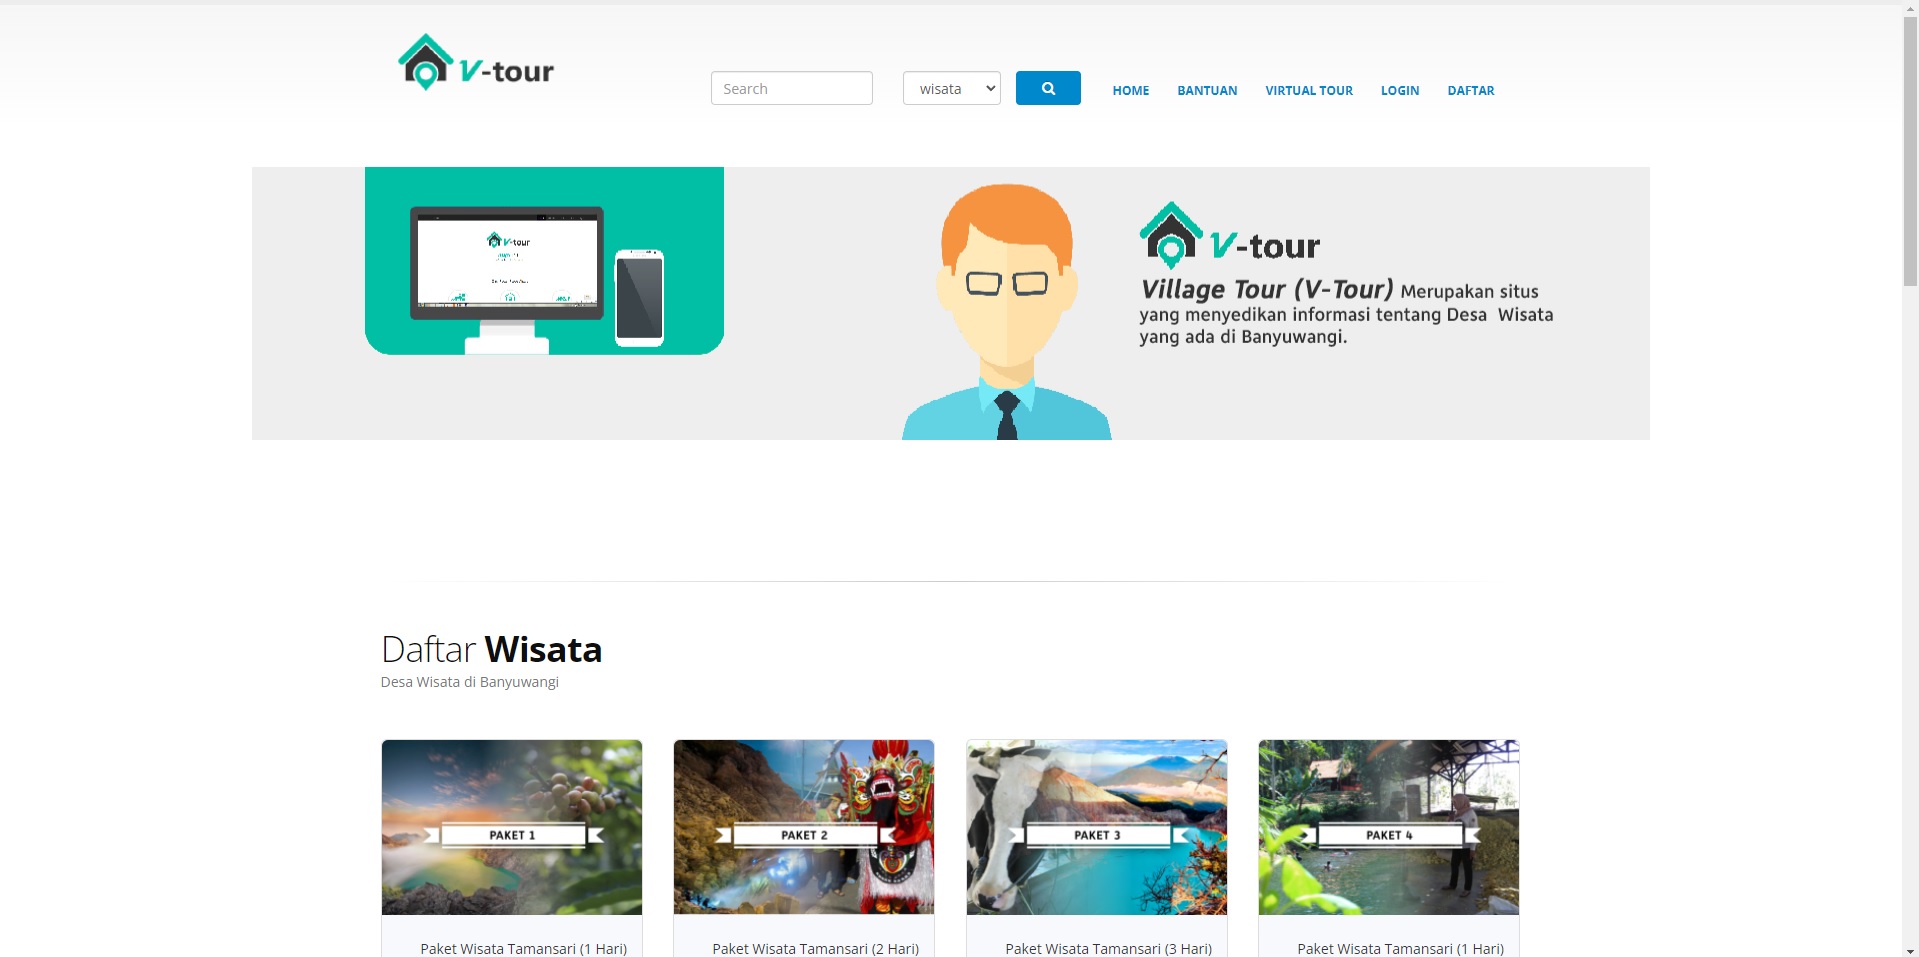 V-tour
Search
wisata
HOME
BANTUAN
VIRTUAL TOUR
LOGIN
DAFTAR
V-tour
V-tour
Village Tour (V-Tour) Merupakan situs
yang menyedikan informasi tentang Desa Wisata
yang ada di Banyuwangi.
Daftar Wisata
Desa Wisata di Banyuwangi
PAKET 1
PAKET 2
PAKET 3
PAKET 4
Paket Wisata Tamansari (1 Hari)
Paket Wisata Tamansari (2 Hari)
Paket Wisata Tamansari (3 Hari)
Paket Wisata Tamansari (1 Hari)